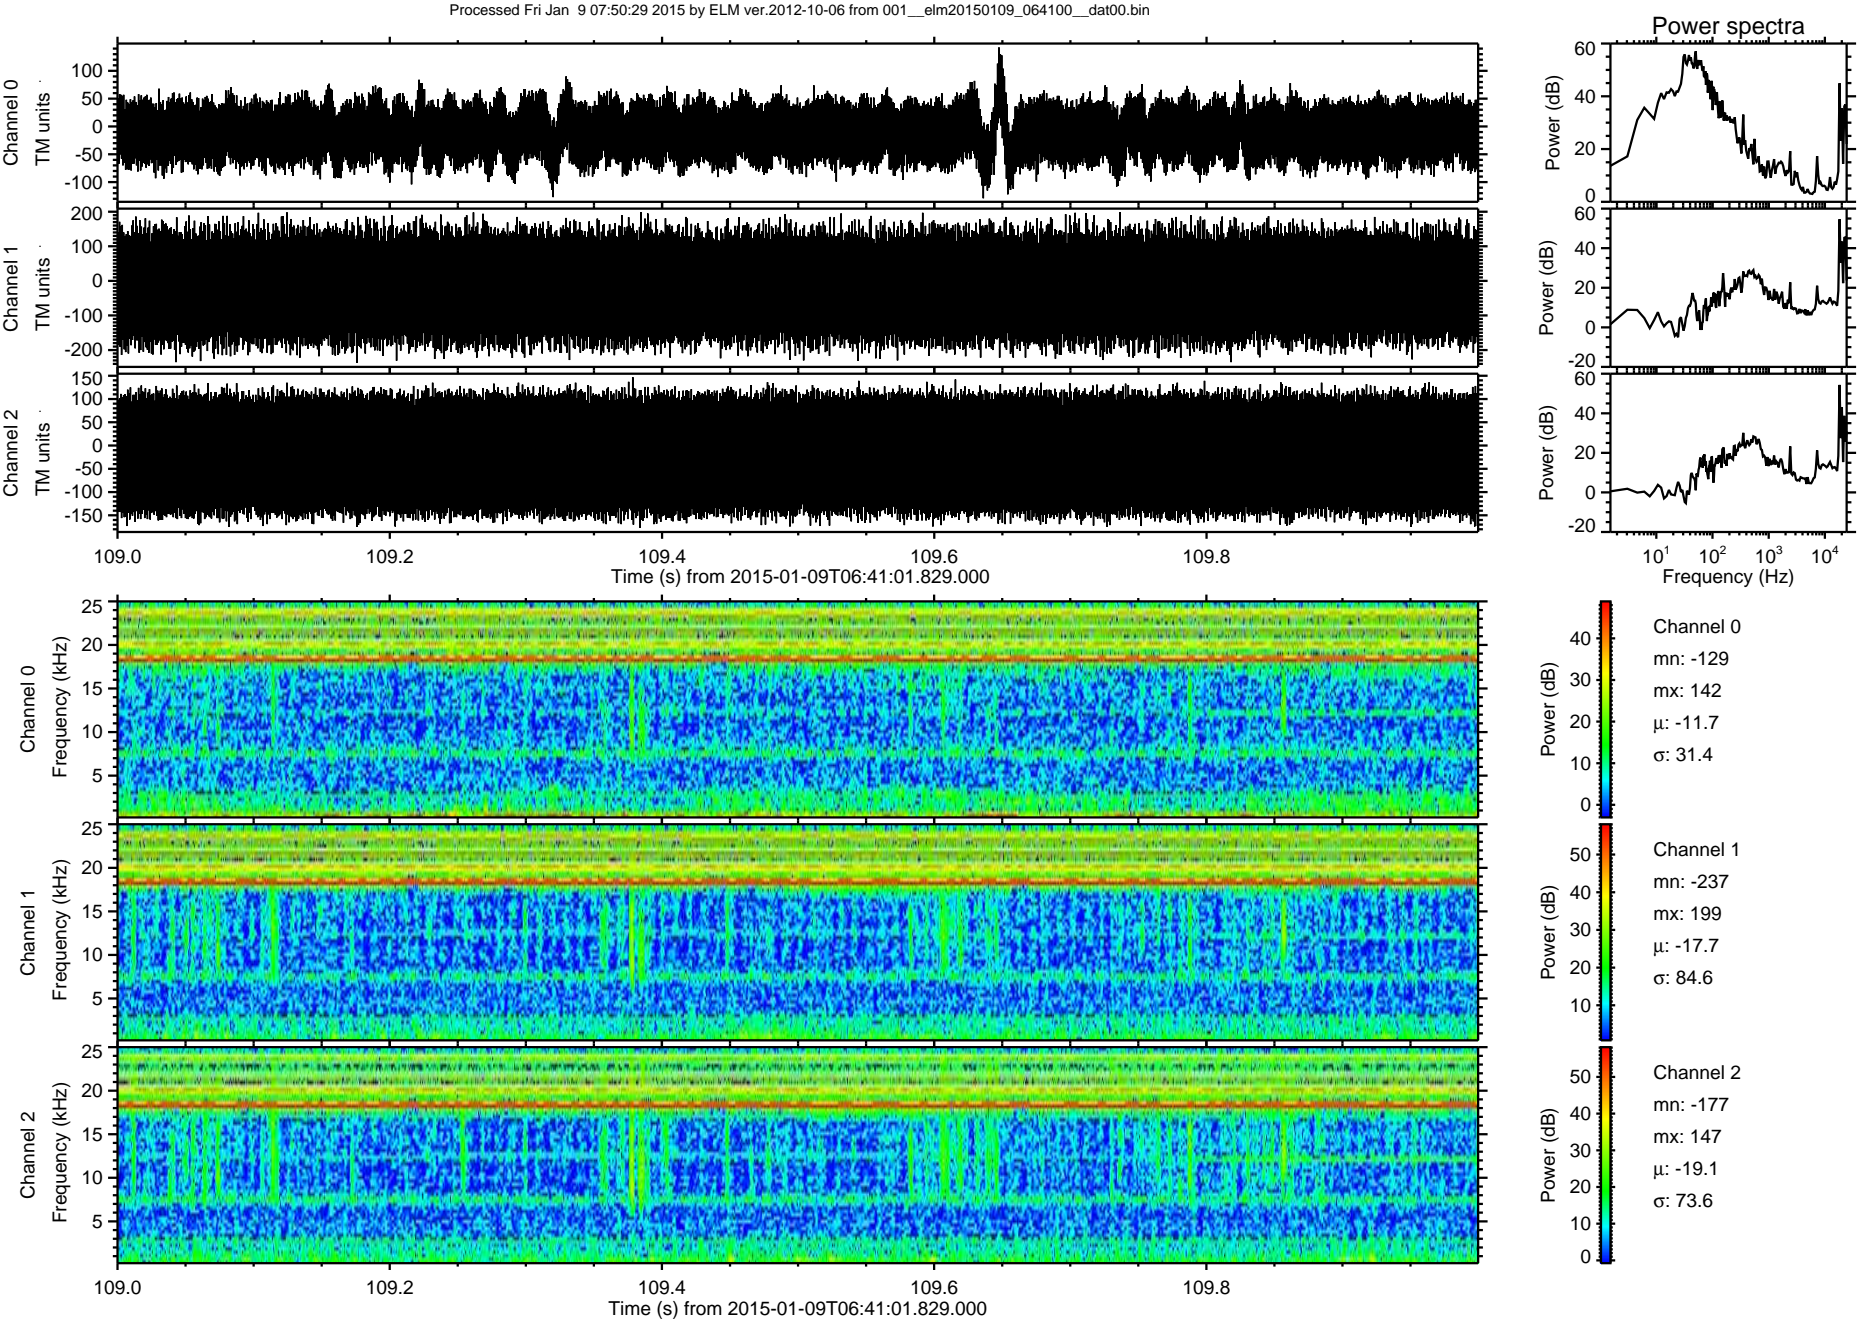 Processed Fri Jan  9 07:50:29 2015 by ELM ver.2012-10-06 from 001__elm20150109_064100__dat00.bin
Power spectra
Channel 0
TM units
100
50
0
-50
-100
Power (dB)
60
40
20
0
Channel 1
TM units
200
100
0
-100
-200
Power (dB)
60
40
20
0
-20
Channel 2
TM units
150
100
50
0
-50
-100
-150
Power (dB)
60
40
20
0
-20
109.0 109.2 109.4 109.6 109.8
Time (s) from 2015-01-09T06:41:01.829.000
10¹ 10² 10³ 10⁴
Frequency (Hz)
Channel 0
Frequency (kHz)
25
20
15
10
5
Power (dB)
40
30
20
10
0
Channel 0
mn: -129
mx: 142
μ: -11.7
σ: 31.4
Channel 1
Frequency (kHz)
25
20
15
10
5
Power (dB)
50
40
30
20
10
Channel 1
mn: -237
mx: 199
μ: -17.7
σ: 84.6
Channel 2
Frequency (kHz)
25
20
15
10
5
Power (dB)
50
40
30
20
10
0
Channel 2
mn: -177
mx: 147
μ: -19.1
σ: 73.6
109.0 109.2 109.4 109.6 109.8
Time (s) from 2015-01-09T06:41:01.829.000